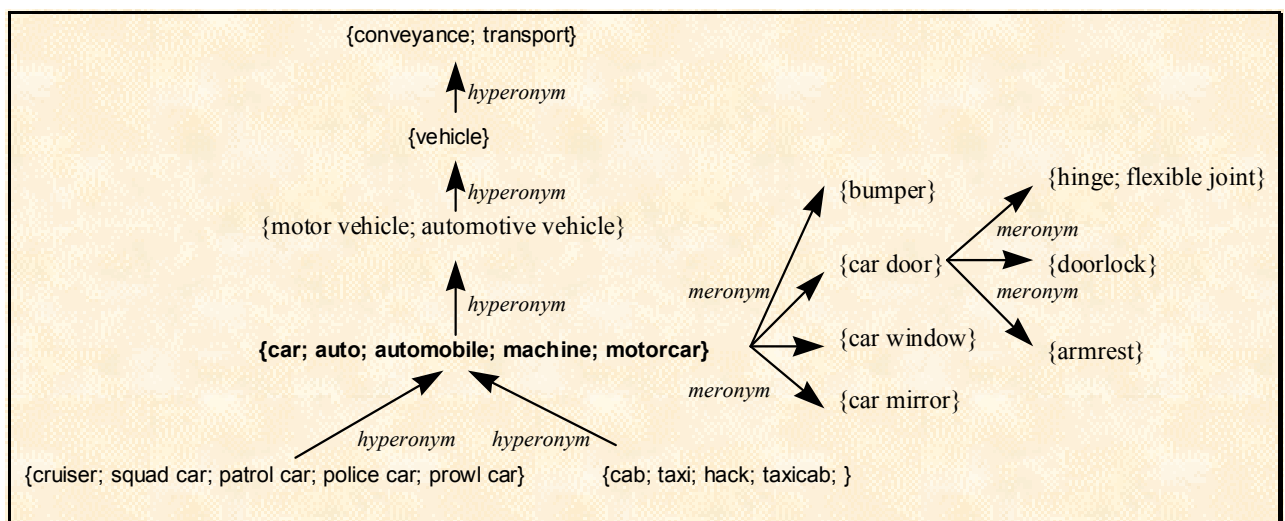 {conveyance; transport}
hyperonym
{vehicle}
hyperonym
{motor vehicle; automotive vehicle}
hyperonym
{car; auto; automobile; machine; motorcar}
hyperonym hyperonym
{cruiser; squad car; patrol car; police car; prowl car}
{cab; taxi; hack; taxicab; }
meronym
meronym
{bumper}
{car door}
{car window}
{car mirror}
meronym
meronym
{hinge; flexible joint}
{doorlock}
{armrest}